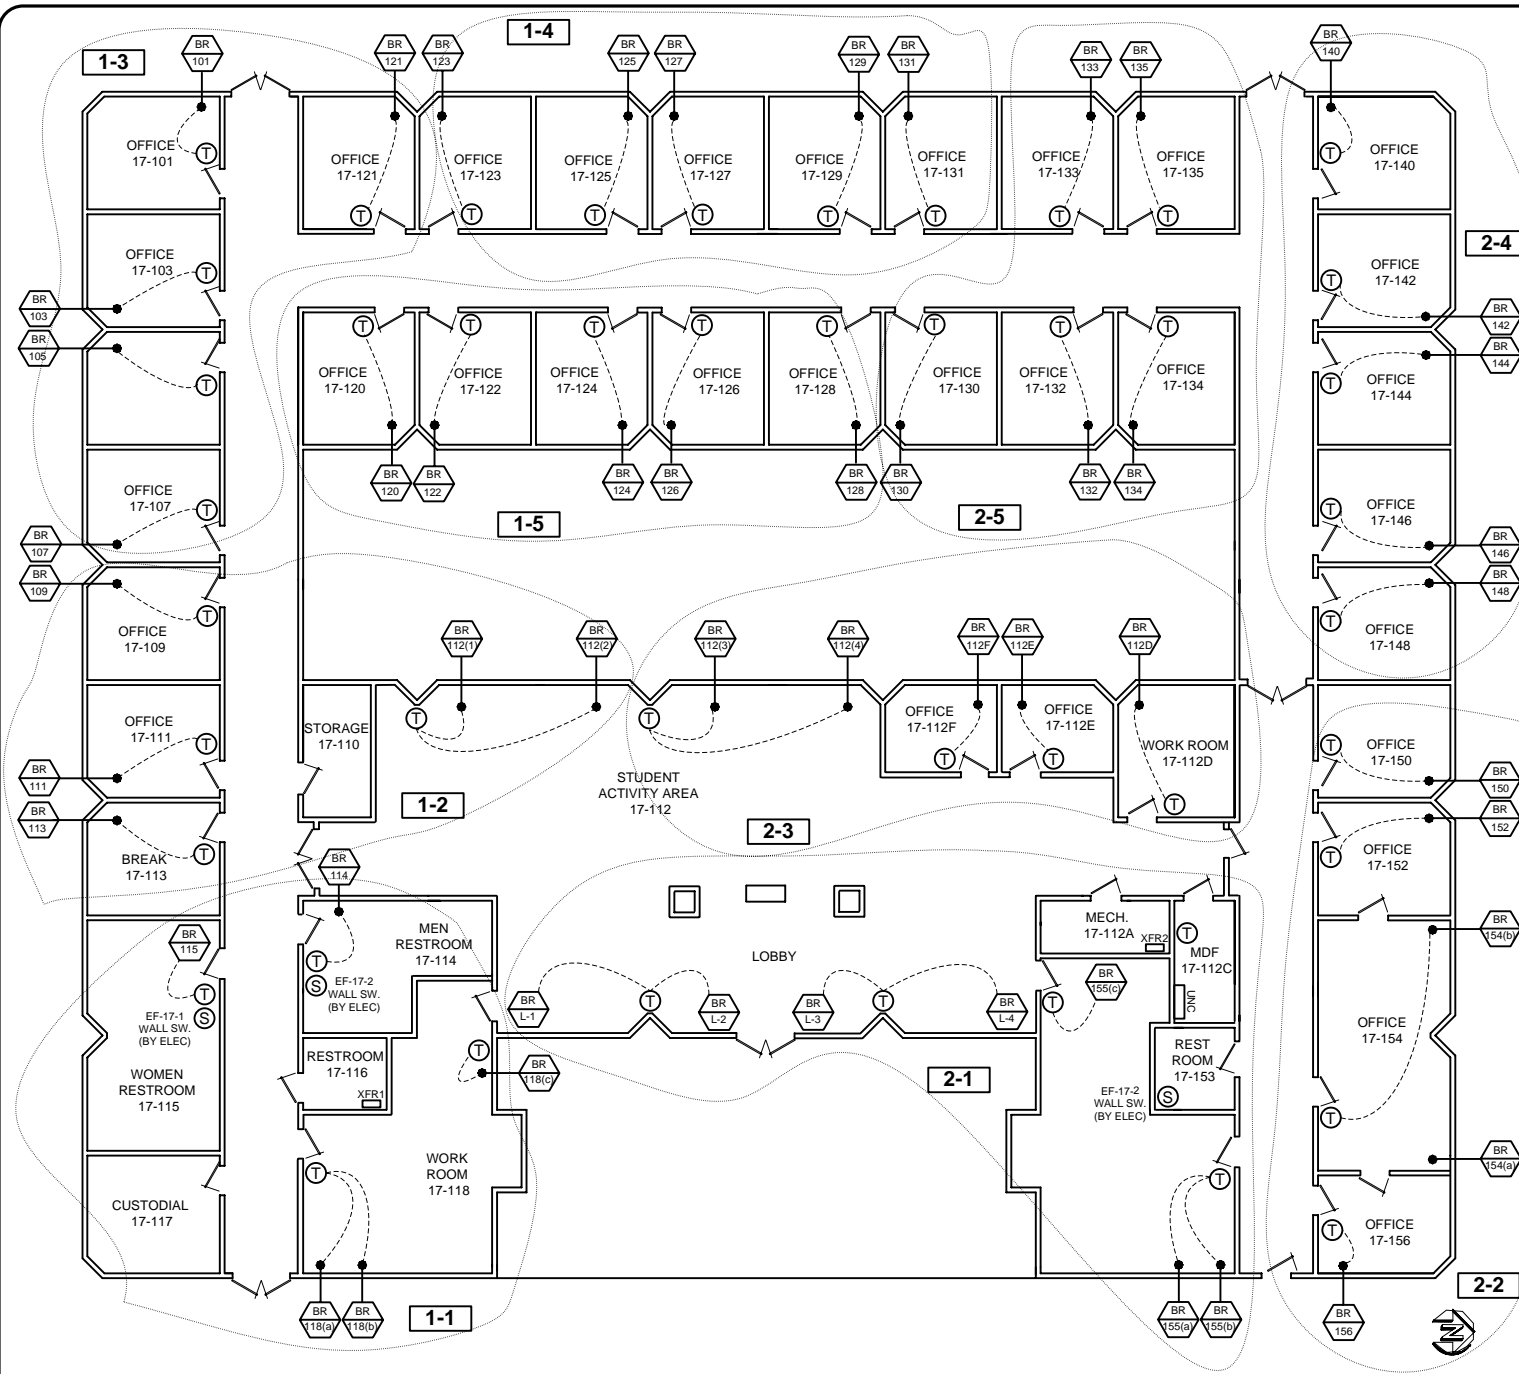 1-4
BR
101
BR
121
BR
123
BR
125
BR
127
BR
129
BR
131
BR
133
BR
135
BR
140
1-3
OFFICE
17-101
T
OFFICE
17-121
T
OFFICE
17-123
T
OFFICE
17-125
T
OFFICE
17-127
T
OFFICE
17-129
T
OFFICE
17-131
T
OFFICE
17-133
T
OFFICE
17-135
T
OFFICE
17-140
T
2-4
OFFICE
17-103
T
OFFICE
17-142
T
BR
103
BR
105
T
BR
142
BR
144
OFFICE
17-120
T
OFFICE
17-122
T
OFFICE
17-124
T
OFFICE
17-126
T
OFFICE
17-128
T
OFFICE
17-130
T
OFFICE
17-132
T
OFFICE
17-134
T
OFFICE
17-144
T
BR
120
BR
122
BR
124
BR
126
BR
128
BR
130
BR
132
BR
134
OFFICE
17-107
T
1-5
2-5
OFFICE
17-146
T
BR
107
BR
109
BR
146
BR
148
OFFICE
17-109
T
OFFICE
17-148
T
BR
112(1)
BR
112(2)
BR
112(3)
BR
112(4)
BR
112F
BR
112E
BR
112D
OFFICE
17-111
T
STORAGE
17-110
T
T
OFFICE
17-112F
T
OFFICE
17-112E
T
WORK ROOM
17-112D
T
OFFICE
17-150
T
BR
111
BR
113
STUDENT
ACTIVITY AREA
17-112
1-2
2-3
BR
150
BR
152
BREAK
17-113
T
BR
114
OFFICE
17-152
T
BR
115
T
EF-17-1
WALL SW.
(BY ELEC)
S
MEN
RESTROOM
17-114
T
S
EF-17-2
WALL SW.
(BY ELEC)
LOBBY
MECH.
17-112A
XFR2
T
MDF
17-112C
UNC
BR
154(b)
BR
L-1
T
BR
L-2
BR
L-3
T
BR
L-4
T
BR
155(c)
OFFICE
17-154
T
WOMEN
RESTROOM
17-115
RESTROOM
17-116
XFR1
T
BR
118(c)
2-1
REST
ROOM
17-153
EF-17-2
WALL SW.
(BY ELEC)
S
WORK
ROOM
17-118
T
T
BR
154(a)
CUSTODIAL
17-117
OFFICE
17-156
T
1-1
BR
118(a)
BR
118(b)
BR
155(a)
BR
155(b)
BR
156
2-2
N